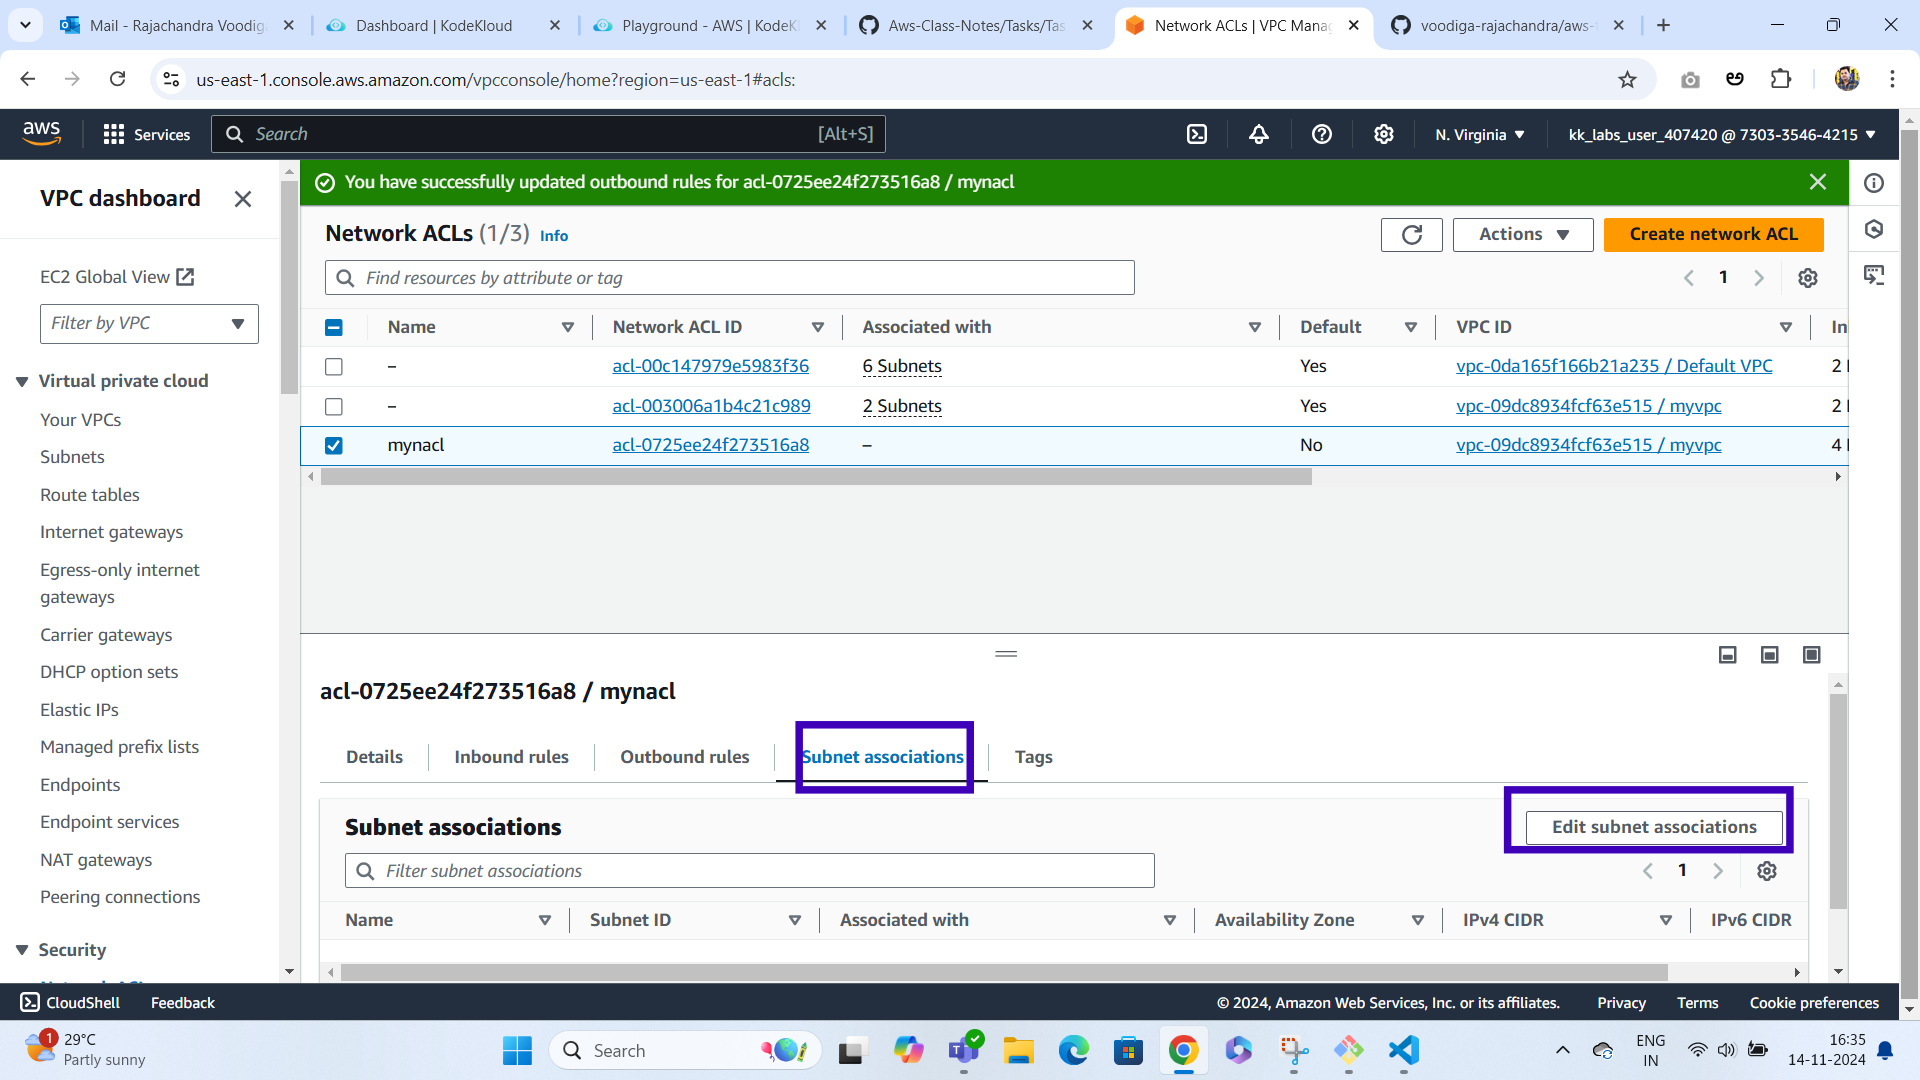 Mail - Rajachandra Voodiga
Dashboard | KodeKloud
Playground - AWS | KodeKl
Aws-Class-Notes/Tasks/Tas
Network ACLs | VPC Manag
voodiga-rajachandra/aws-
us-east-1.console.aws.amazon.com/vpcconsole/home?region=us-east-1#acls:
aws
Services
Search
[Alt+S]
N. Virginia
kk_labs_user_407420 @ 7303-3546-4215
VPC dashboard
EC2 Global View
Filter by VPC
Virtual private cloud
Your VPCs
Subnets
Route tables
Internet gateways
Egress-only internet
gateways
Carrier gateways
DHCP option sets
Elastic IPs
Managed prefix lists
Endpoints
Endpoint services
NAT gateways
Peering connections
Security
You have successfully updated outbound rules for acl-0725ee24f273516a8 / mynacl
Network ACLs (1/3) Info
Actions
Create network ACL
Find resources by attribute or tag
1
Name Network ACL ID Associated with Default VPC ID In
– acl-00c147979e5983f36 6 Subnets Yes vpc-0da165f166b21a235 / Default VPC 2
– acl-003006a1b4c21c989 2 Subnets Yes vpc-09dc8934fcf63e515 / myvpc 2
mynacl acl-0725ee24f273516a8 – No vpc-09dc8934fcf63e515 / myvpc 4
acl-0725ee24f273516a8 / mynacl
Details Inbound rules Outbound rules Subnet associations Tags
Subnet associations
Edit subnet associations
Filter subnet associations
1
Name Subnet ID Associated with Availability Zone IPv4 CIDR IPv6 CIDR
CloudShell Feedback
© 2024, Amazon Web Services, Inc. or its affiliates. Privacy Terms Cookie preferences
1
29°C
Partly sunny
Search
ENG
IN
16:35
14-11-2024